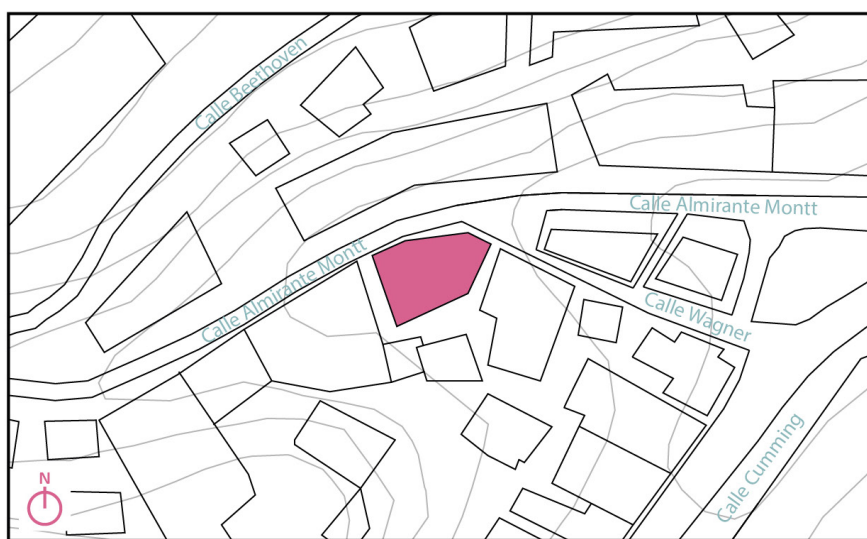 Calle Beethoven
Calle Almirante Montt
Calle Almirante Montt
Calle Wagner
Calle Cumming
N